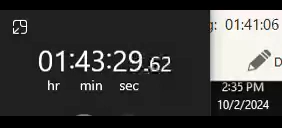 g: 01:41:06
01:43:29.62
hr min sec
D
2:35 PM
10/2/2024